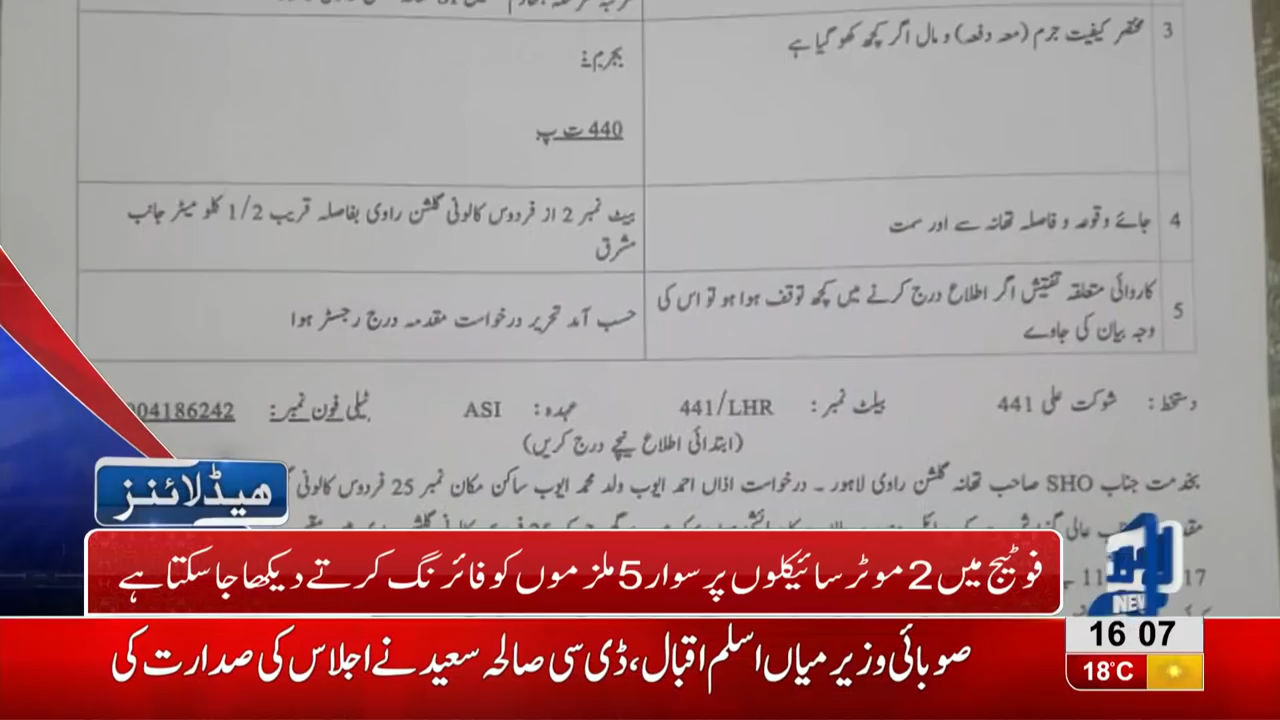 3 مختصر کیفیت جرم (معہ دفعہ) و مال اگر کچھ کھو گیا ہے
بجرم:
440 ت پ
4 جائے وقوعہ و فاصلہ تھانہ سے اور سمت
بیٹ نمبر 2 از فردوس کالونی گلشن راوی بفاصلہ قریب 1/2 کلو میٹر جانب
مشرق
5 کاروائی متعلقہ تفتیش اگر اطلاع درج کرنے میں کچھ توقف ہوا ہو تو اس کی
وجہ بیان کی جاوے
حسب آمد تحریر درخواست مقدمہ درج رجسٹر ہوا
دستخط: شوکت علی 441 بیلٹ نمبر: 441/LHR عہدہ: ASI ٹیلی فون نمبر: 004186242
(ابتدائی اطلاع نیچے درج کریں)
بخدمت جناب SHO صاحب تھانہ گلشن راوی لاہور ۔ درخواست اذاں احمد ایوب ولد محمد ایوب ساکن مکان نمبر 25 فردوس کالونی
ہیڈلائنز
فوٹیج میں 2 موٹر سائیکلوں پر سوار 5 ملزموں کو فائرنگ کرتے دیکھا جا سکتا ہے
NEW
16 07
صوبائی وزیر میاں اسلم اقبال، ڈی سی صالحہ سعید نے اجلاس کی صدارت کی
18°C